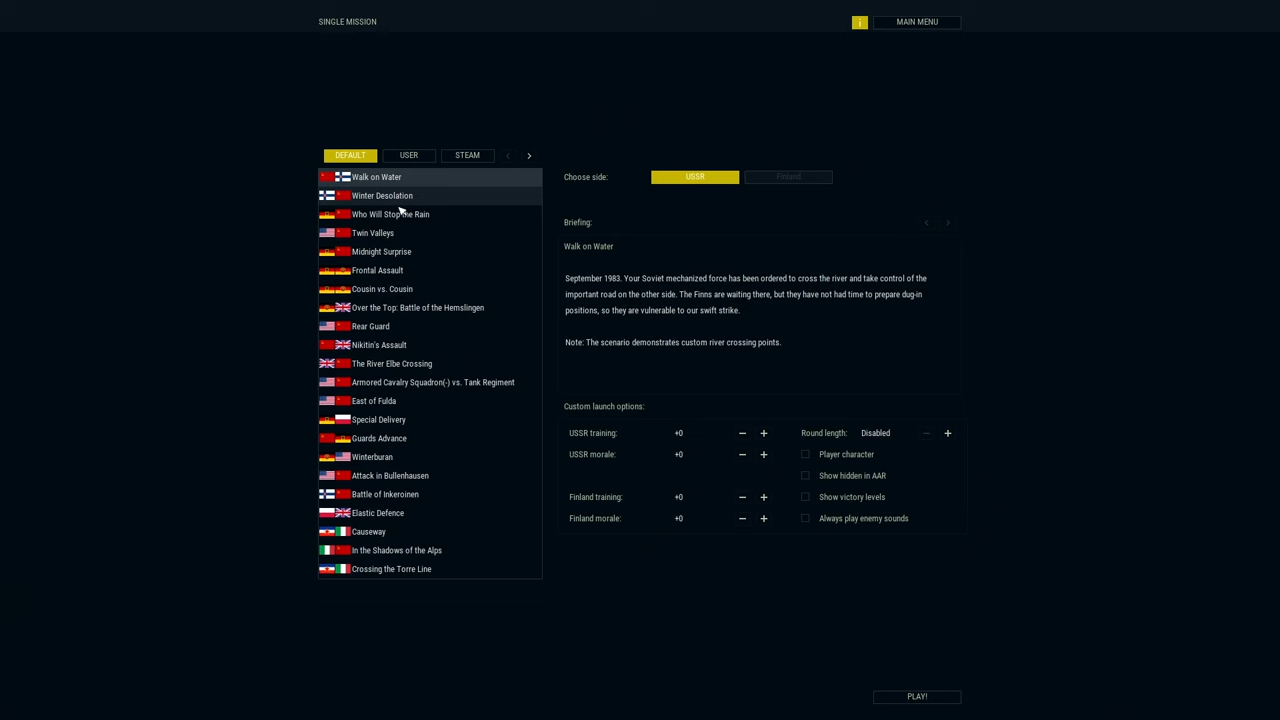 SINGLE MISSION
i
MAIN MENU
DEFAULT
USER
STEAM
Walk on Water
Winter Desolation
Who Will Stop the Rain
Twin Valleys
Midnight Surprise
Frontal Assault
Cousin vs. Cousin
Over the Top: Battle of the Hemslingen
Rear Guard
Nikitin's Assault
The River Elbe Crossing
Armored Cavalry Squadron(-) vs. Tank Regiment
East of Fulda
Special Delivery
Guards Advance
Winterburan
Attack in Bullenhausen
Battle of Inkeroinen
Elastic Defence
Causeway
In the Shadows of the Alps
Crossing the Torre Line
Choose side:
USSR
Finland
Briefing:
Walk on Water
September 1983. Your Soviet mechanized force has been ordered to cross the river and take control of the
important road on the other side. The Finns are waiting there, but they have not had time to prepare dug-in
positions, so they are vulnerable to our swift strike.
Note: The scenario demonstrates custom river crossing points.
Custom launch options:
USSR training: +0
USSR morale: +0
Finland training: +0
Finland morale: +0
Round length: Disabled
Player character
Show hidden in AAR
Show victory levels
Always play enemy sounds
PLAY!